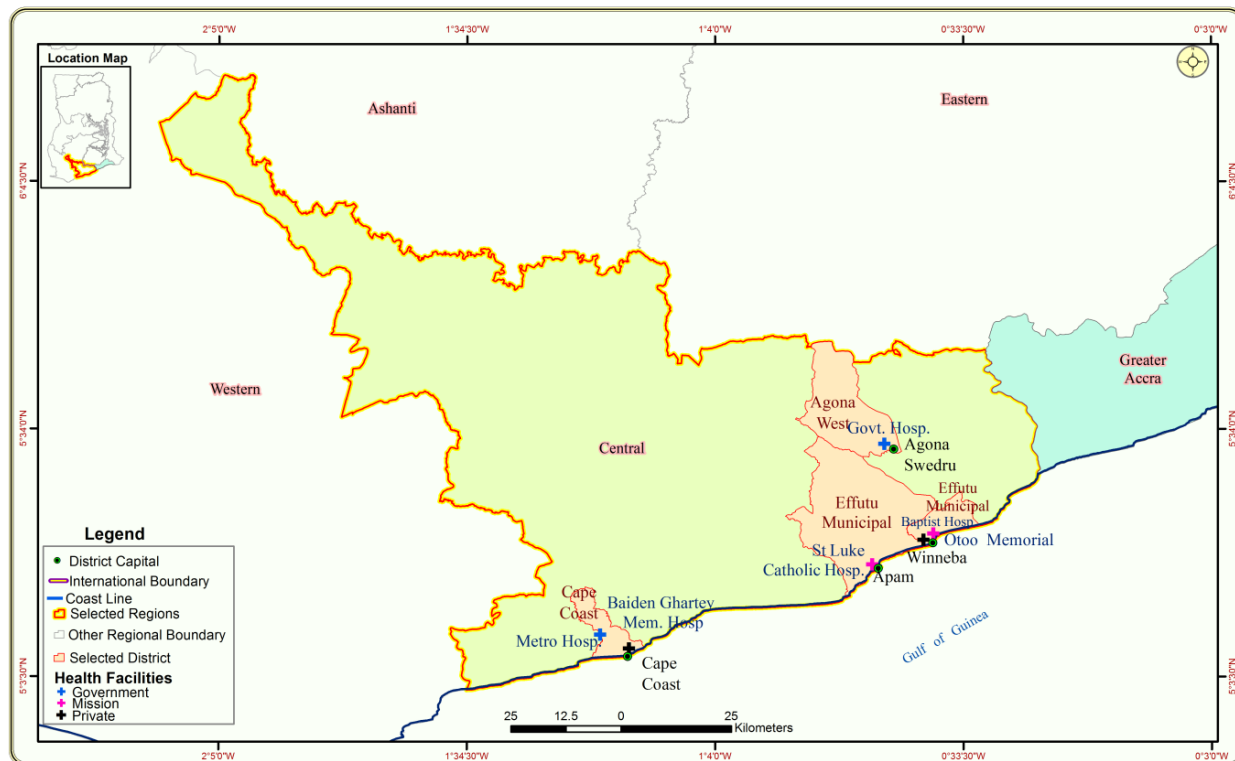 2°5'0"W
1°34'30"W
1°4'0"W
0°33'30"W
0°3'0"W
Location Map
Ashanti
Eastern
6°4'30"N
6°4'30"N
Greater
Accra
Western
Agona
West
Govt. Hosp.
5°34'0"N
5°34'0"N
Central
Agona
Swedru
Effutu
Municipal
Effutu
Municipal
Baptist Hosp.
Otoo Memorial
Winneba
St Luke
Catholic Hosp.
Apam
Cape
Coast
Baiden Ghartey
Mem. Hosp
Metro Hosp.
Cape
Coast
Gulf of Guinea
5°3'30"N
5°3'30"N
Legend
District Capital
International Boundary
Coast Line
Selected Regions
Other Regional Boundary
Selected District
Health Facilities
Government
Mission
Private
25 12.5 0 25
Kilometers
2°5'0"W
1°34'30"W
1°4'0"W
0°33'30"W
0°3'0"W